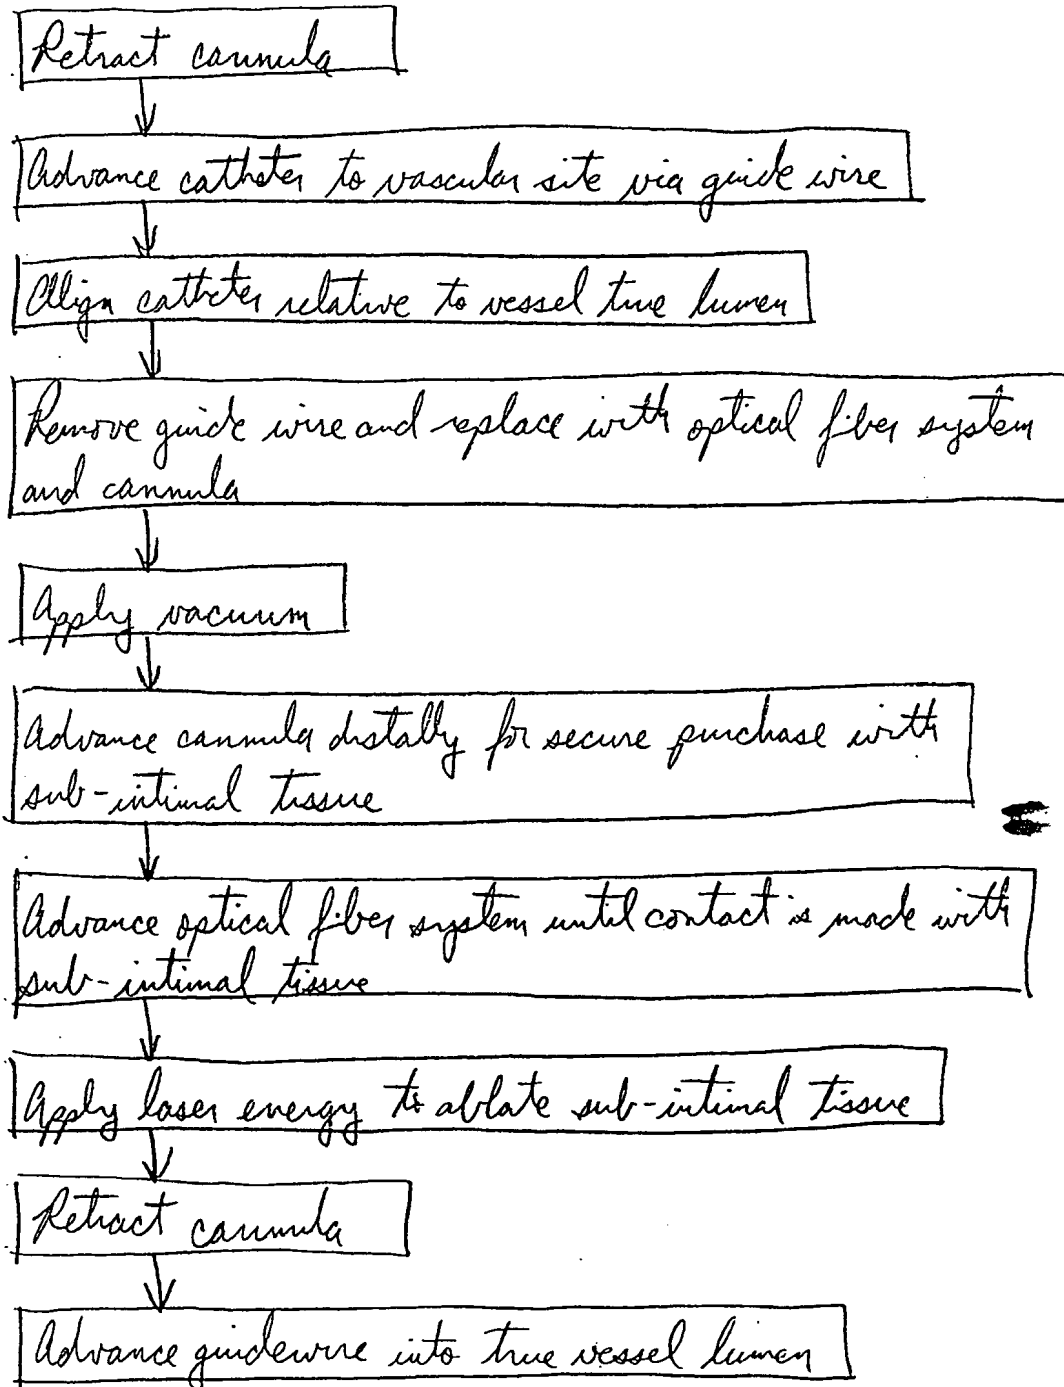 Retract cannula
Advance catheter to vascular site via guide wire
Align catheter relative to vessel true lumen
Remove guide wire and replace with optical fiber system
and cannula
Apply vacuum
Advance cannula distally for secure purchase with
sub-intimal tissue
Advance optical fiber system until contact is made with
sub-intimal tissue
Apply laser energy to ablate sub-intimal tissue
Retract cannula
Advance guidewire into true vessel lumen